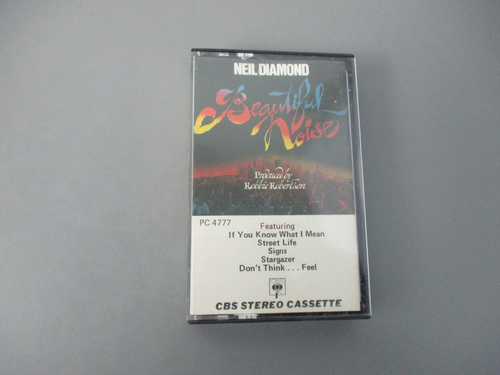 NEIL DIAMOND
Beautiful
Noise
Produced by
Robbie Robertson
PC 4777
Featuring
If You Know What I Mean
Street Life
Signs
Stargazer
Don't Think . . . Feel
CBS STEREO CASSETTE